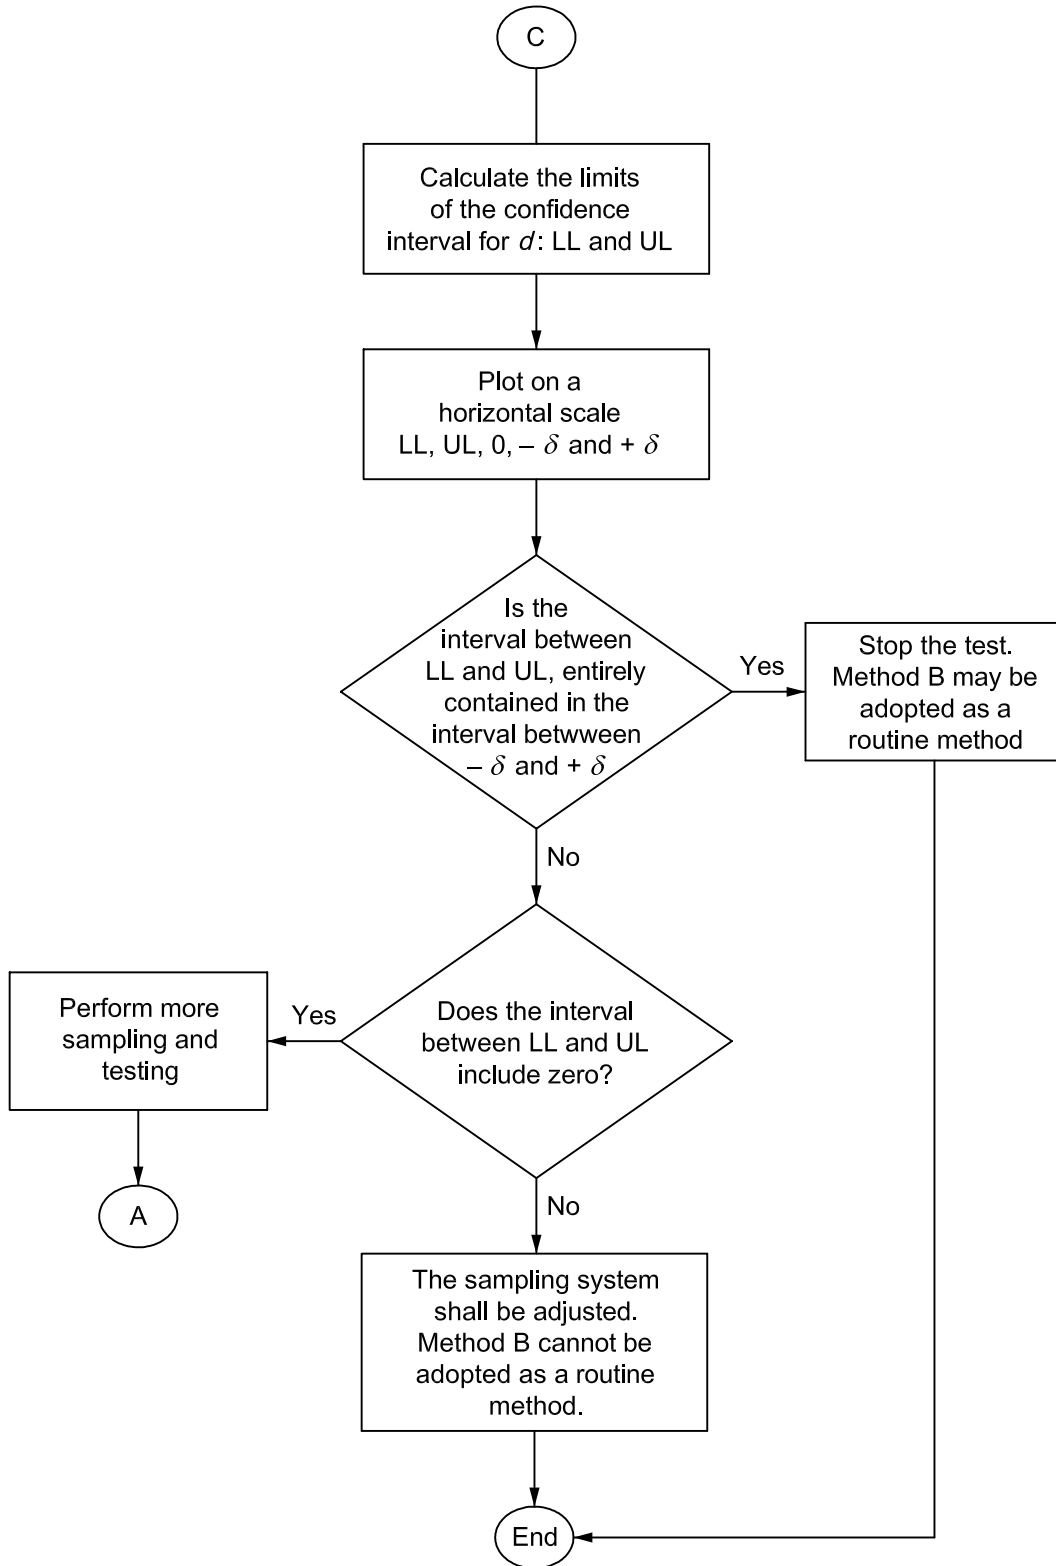 C
Calculate the limits
of the confidence
interval for d: LL and UL
Plot on a
horizontal scale
LL, UL, 0, – δ and + δ
Is the
interval between
LL and UL, entirely
contained in the
interval betwween
– δ and + δ
Yes
Stop the test.
Method B may be
adopted as a
routine method
No
Does the interval
between LL and UL
include zero?
Yes
Perform more
sampling and
testing
A
No
The sampling system
shall be adjusted.
Method B cannot be
adopted as a routine
method.
End